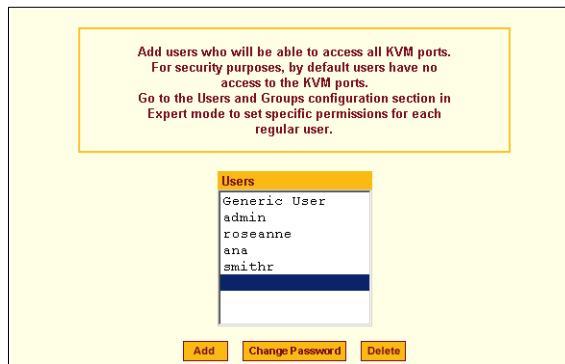 Add users who will be able to access all KVM ports.
For security purposes, by default users have no
access to the KVM ports.
Go to the Users and Groups configuration section in
Expert mode to set specific permissions for each
regular user.
Users
Generic User
admin
roseanne
ana
smithr
Add Change Password Delete